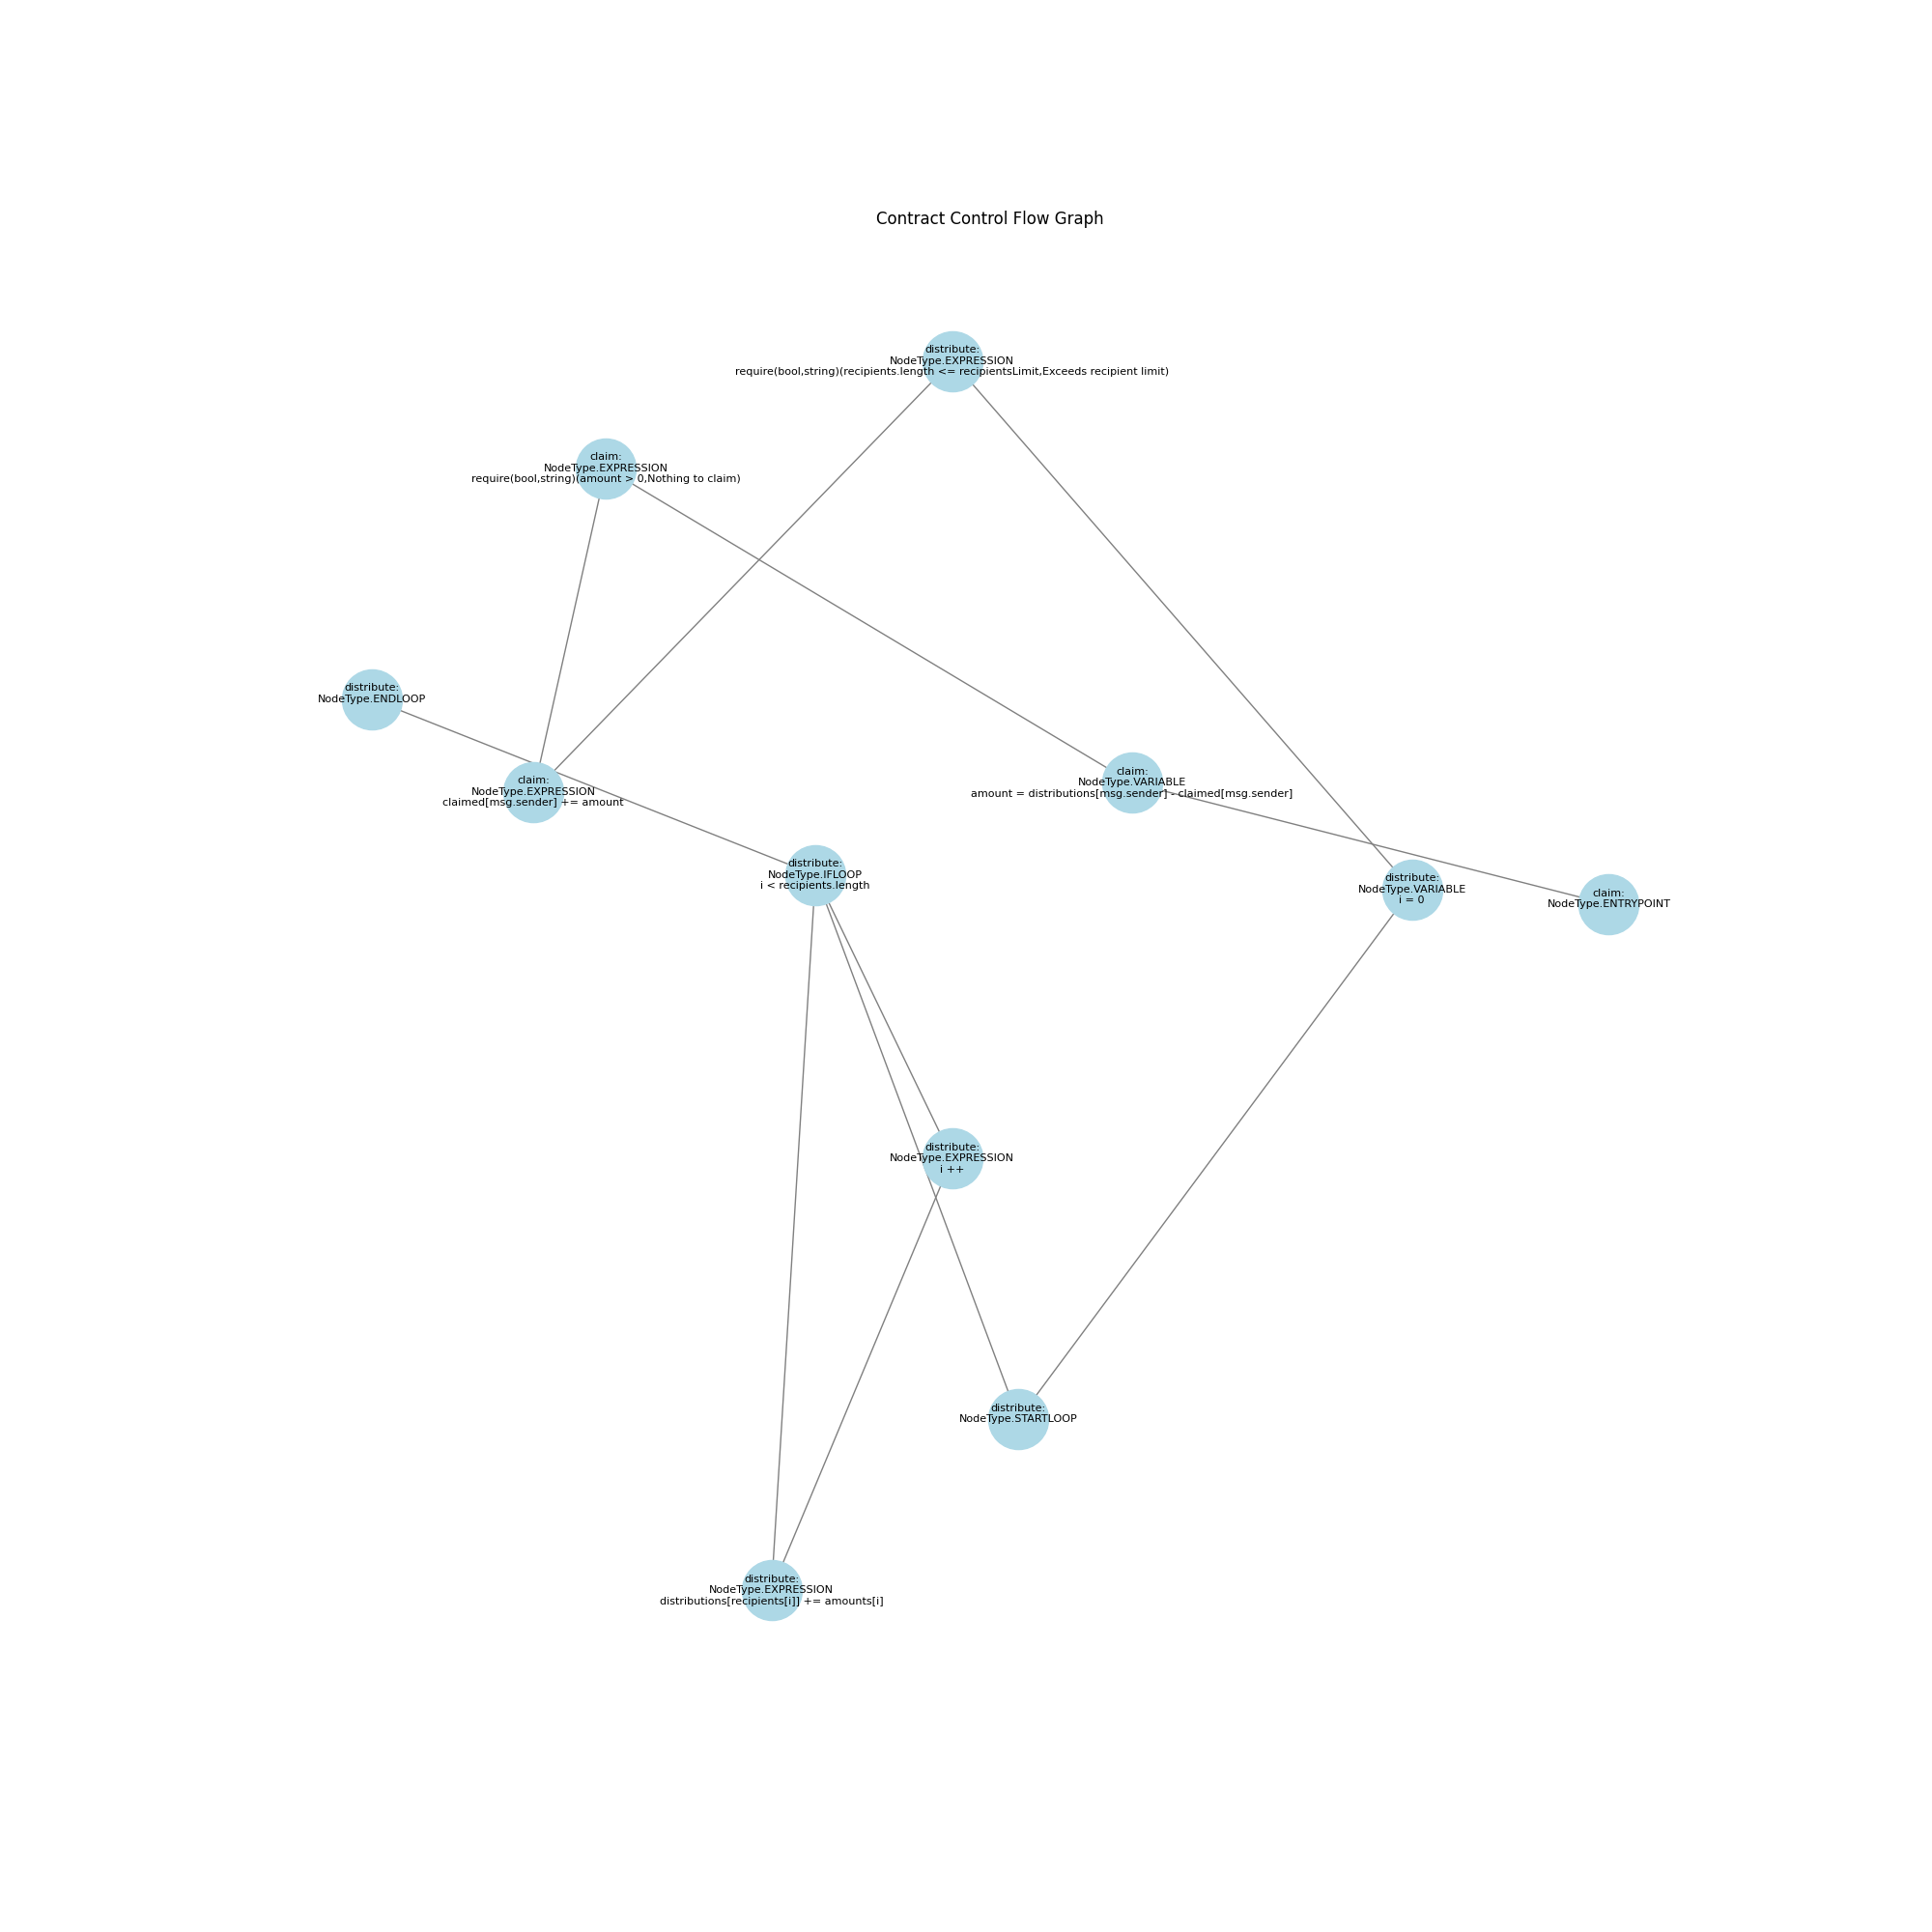 Contract Control Flow Graph
distribute:
NodeType.EXPRESSION
require(bool,string)(recipients.length <= recipientsLimit,Exceeds recipient limit)
claim:
NodeType.EXPRESSION
require(bool,string)(amount > 0,Nothing to claim)
distribute:
NodeType.ENDLOOP
claim:
NodeType.EXPRESSION
claimed[msg.sender] += amount
claim:
NodeType.VARIABLE
amount = distributions[msg.sender] - claimed[msg.sender]
distribute:
NodeType.IFLOOP
i < recipients.length
distribute:
NodeType.VARIABLE
i = 0
claim:
NodeType.ENTRYPOINT
distribute:
NodeType.EXPRESSION
i ++
distribute:
NodeType.STARTLOOP
distribute:
NodeType.EXPRESSION
distributions[recipients[i]] += amounts[i]